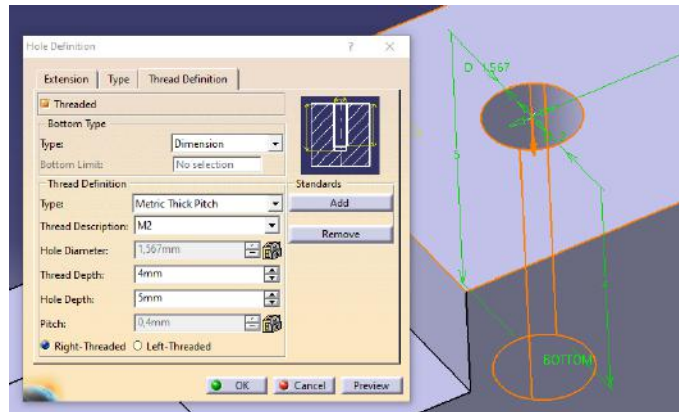 Hole Definition
? ×
Extension Type Thread Definition
Threaded
Bottom Type
Type: Dimension
Bottom Limit: No selection
Thread Definition
Type: Metric Thick Pitch
Thread Description: M2
Hole Diameter: 1,567mm
Thread Depth: 4mm
Hole Depth: 5mm
Pitch: 0,4mm
Right-Threaded Left-Threaded
Standards
Add
Remove
OK Cancel Preview
D 1,567
5
BOTTOM